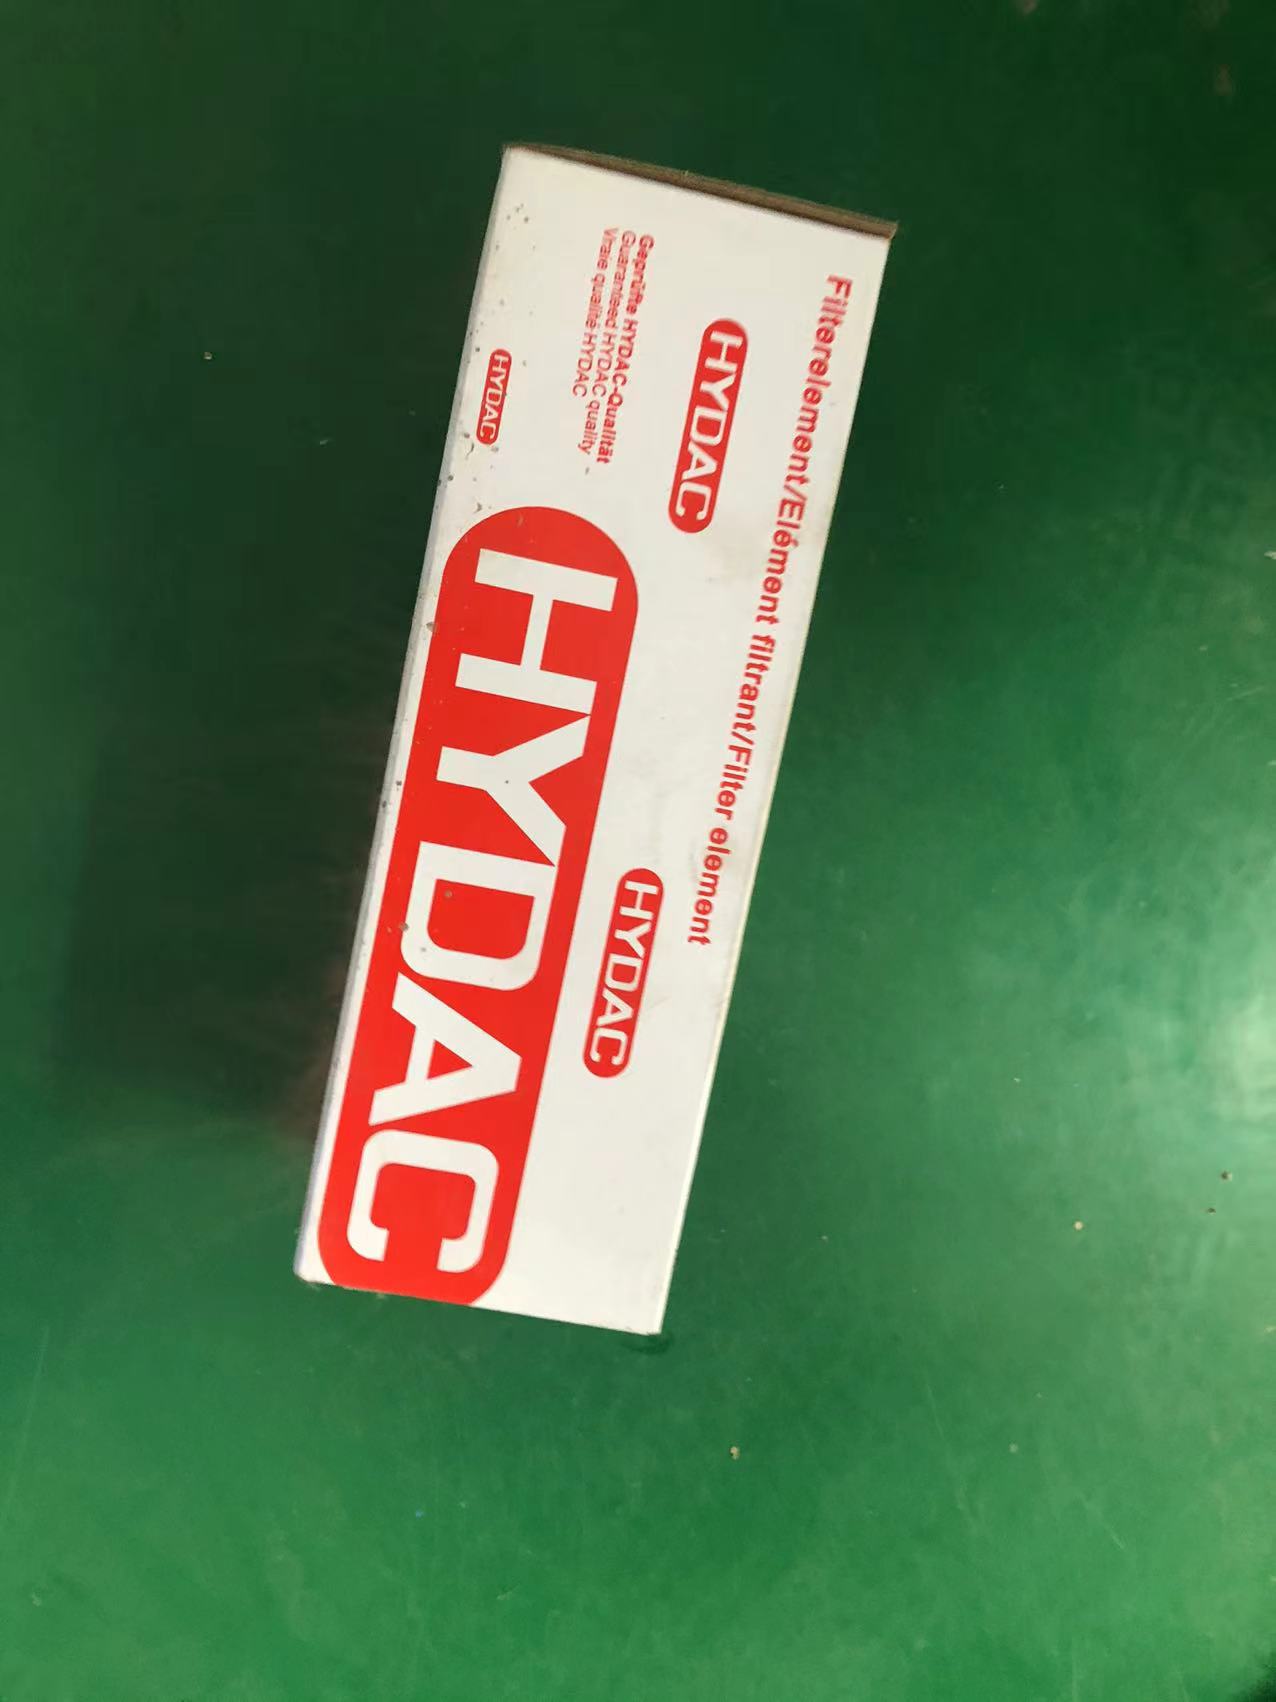 Filterelement/Elément filtrant/Filter element
HYDAC
HYDAC
Geprüfte HYDAC-Qualität
Guaranteed HYDAC quality
Vraie qualité HYDAC
HYDAC
HYDAC